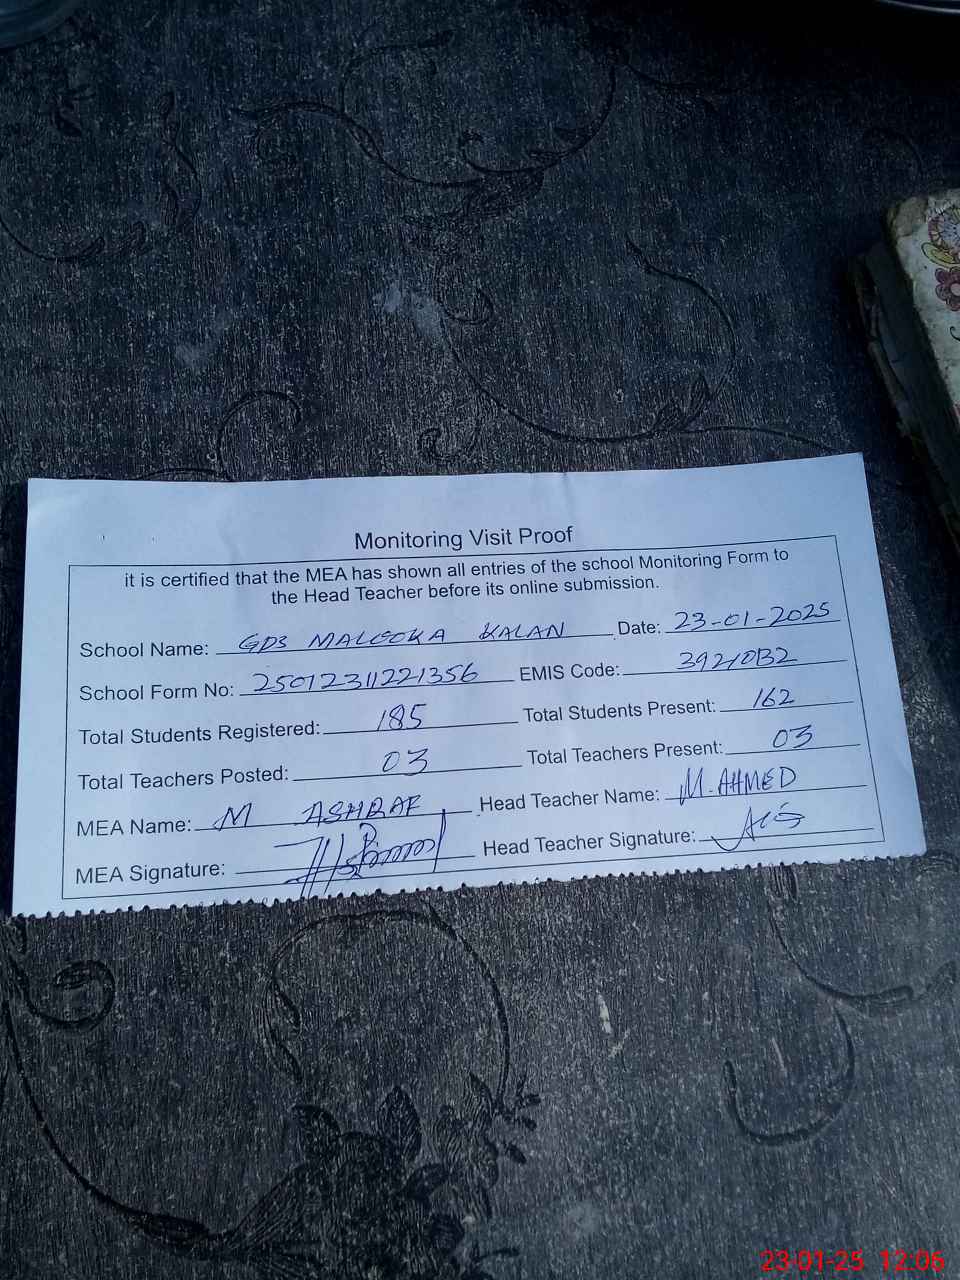 Monitoring Visit Proof
it is certified that the MEA has shown all entries of the school Monitoring Form to
the Head Teacher before its online submission.
School Name: GPS MALOOKA KALAN Date: 23-01-2025
School Form No: 25012311221356 EMIS Code:
Total Students Registered: 185 Total Students Present: 162
Total Teachers Posted: 03 Total Teachers Present: 03
MEA Name: M ASHRAF Head Teacher Name: M. AHMED
MEA Signature: Head Teacher Signature:
23-01-25 12:06